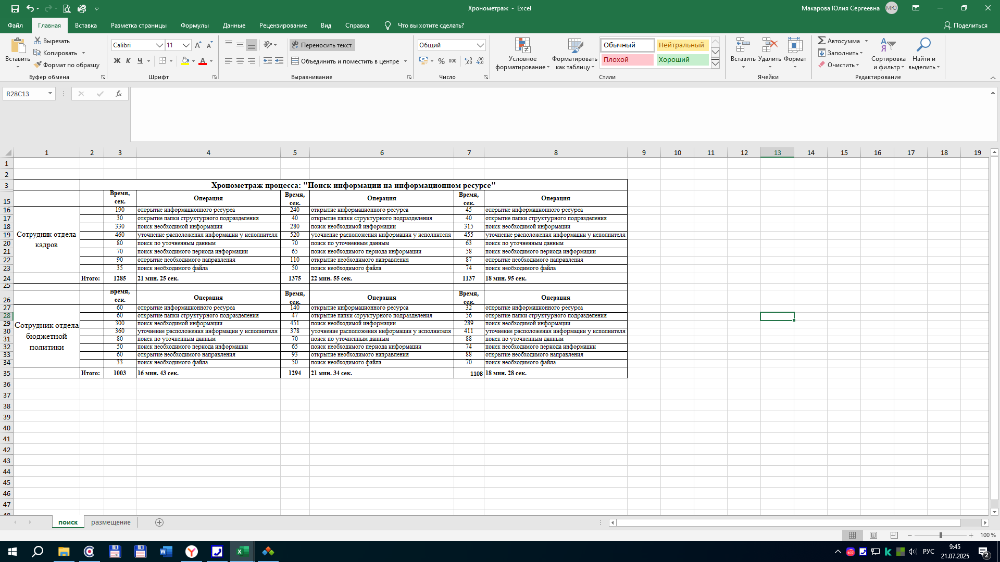 Хронометраж - Excel
Макарова Юлия Сергеевна МЮ
Файл Главная Вставка Разметка страницы Формулы Данные Рецензирование Вид Справка Что вы хотите сделать? Поделиться
Вставить
Вырезать
Копировать
Формат по образцу
Буфер обмена
Calibri 11
Ж К Ч
Шрифт
Переносить текст
Объединить и поместить в центре
Выравнивание
Общий
% 000
Число
Условное форматирование
Форматировать как таблицу
Обычный Нейтральный
Плохой Хороший
Стили
Вставить Удалить Формат
Ячейки
Автосумма
Заполнить
Очистить
Сортировка и фильтр
Найти и выделить
Редактирование
R28C13
fx
1 2 3 4 5 6 7 8 9 10 11 12 13 14 15 16 17 18 19
1
2
3 Хронометраж процесса: "Поиск информации на информационном ресурсе"
15 Время, сек. Операция Время, сек. Операция Время, сек. Операция
Сотрудник отдела кадров
16 190 открытие информационного ресурса 240 открытие информационного ресурса 45 открытие информационного ресурса
17 30 открытие папки структурного подразделения 40 открытие папки структурного подразделения 40 открытие папки структурного подразделения
18 330 поиск необходимой информации 280 поиск необходимой информации 315 поиск необходимой информации
19 460 уточнение расположения информации у исполнителя 520 уточнение расположения информации у исполнителя 455 уточнение расположения информации у исполнителя
20 80 поиск по уточненным данным 70 поиск по уточненным данным 63 поиск по уточненным данным
21 70 поиск необходимого периода информации 65 поиск необходимого периода информации 58 поиск необходимого периода информации
22 90 открытие необходимого направления 110 открытие необходимого направления 87 открытие необходимого направления
23 35 поиск необходимого файла 50 поиск необходимого файла 74 поиск необходимого файла
24 Итого: 1285 21 мин. 25 сек. 1375 22 мин. 55 сек. 1137 18 мин. 95 сек.
25
26 Время, сек. Операция Время, сек. Операция Время, сек. Операция
Сотрудник отдела бюджетной политики
27 60 открытие информационного ресурса 140 открытие информационного ресурса 32 открытие информационного ресурса
28 60 открытие папки структурного подразделения 47 открытие папки структурного подразделения 56 открытие папки структурного подразделения
29 300 поиск необходимой информации 451 поиск необходимой информации 289 поиск необходимой информации
30 360 уточнение расположения информации у исполнителя 378 уточнение расположения информации у исполнителя 411 уточнение расположения информации у исполнителя
31 80 поиск по уточненным данным 70 поиск по уточненным данным 88 поиск по уточненным данным
32 50 поиск необходимого периода информации 65 поиск необходимого периода информации 74 поиск необходимого периода информации
33 60 открытие необходимого направления 93 открытие необходимого направления 88 открытие необходимого направления
34 33 поиск необходимого файла 50 поиск необходимого файла 70 поиск необходимого файла
35 Итого: 1003 16 мин. 43 сек. 1294 21 мин. 34 сек. 1108 18 мин. 28 сек.
36
37
38
39
40
41
42
43
44
45
46
47
48
поиск размещение
100 %
107
РУС
9:45
21.07.2025
2